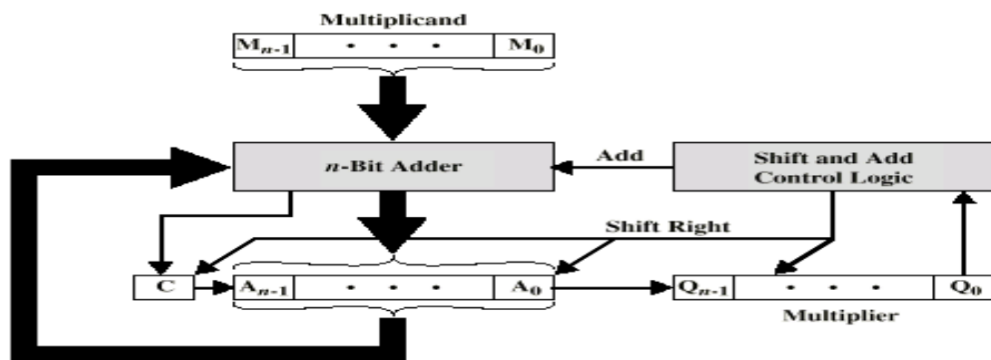 Multiplicand
Mn-1 · · · M0
n-Bit Adder
Add
Shift and Add
Control Logic
Shift Right
C
An-1 · · · A0
Qn-1 · · · Q0
Multiplier